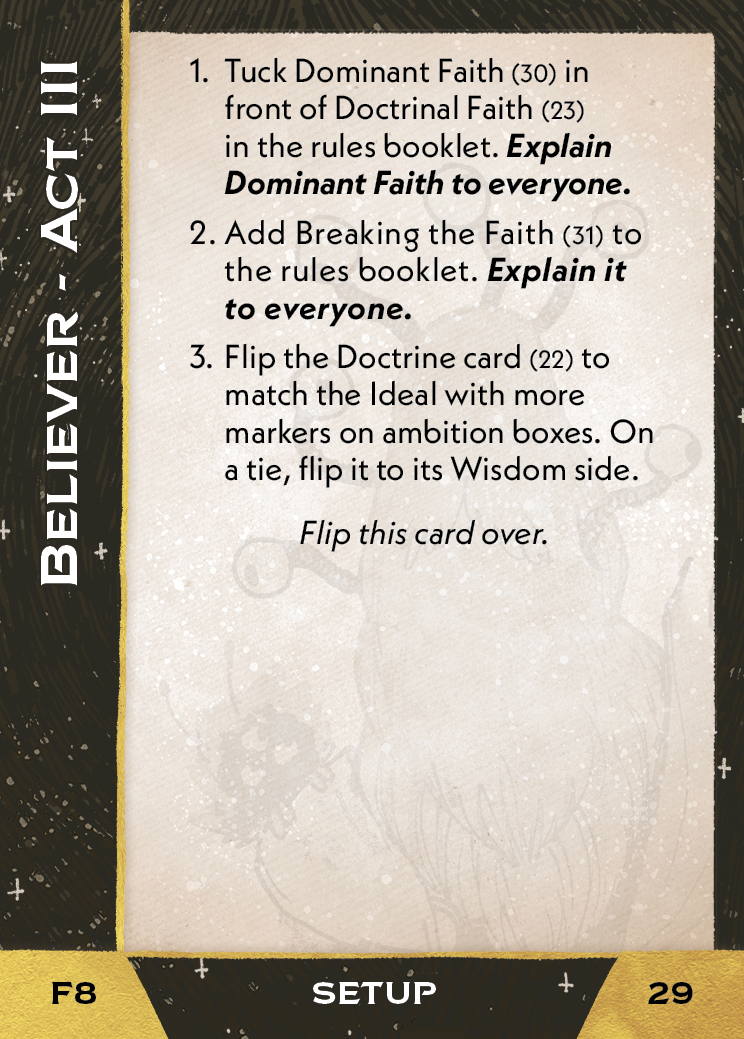 BELIEVER - ACT III
1. Tuck Dominant Faith (30) in
front of Doctrinal Faith (23)
in the rules booklet. Explain
Dominant Faith to everyone.
2. Add Breaking the Faith (31) to
the rules booklet. Explain it
to everyone.
3. Flip the Doctrine card (22) to
match the Ideal with more
markers on ambition boxes. On
a tie, flip it to its Wisdom side.
Flip this card over.
F8
SETUP
29